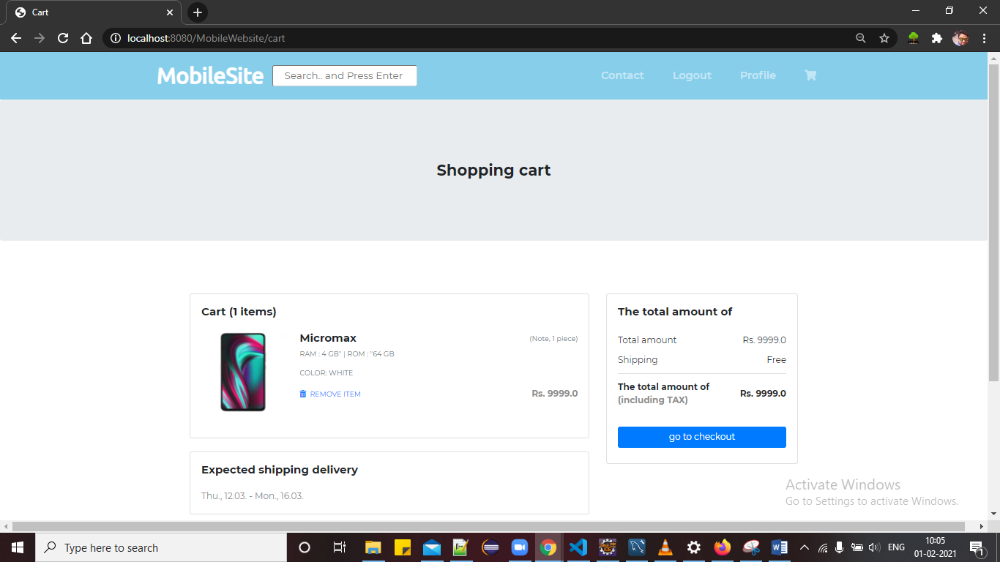 Cart
localhost:8080/MobileWebsite/cart
MobileSite
Search.. and Press Enter
Contact
Logout
Profile
Shopping cart
Cart (1 items)
Micromax
(Note, 1 piece)
RAM : 4 GB" | ROM : "64 GB
COLOR: WHITE
REMOVE ITEM
Rs. 9999.0
The total amount of
Total amount
Rs. 9999.0
Shipping
Free
The total amount of
(including TAX)
Rs. 9999.0
go to checkout
Expected shipping delivery
Thu., 12.03. - Mon., 16.03.
Activate Windows
Go to Settings to activate Windows.
Type here to search
ENG
10:05
01-02-2021
1